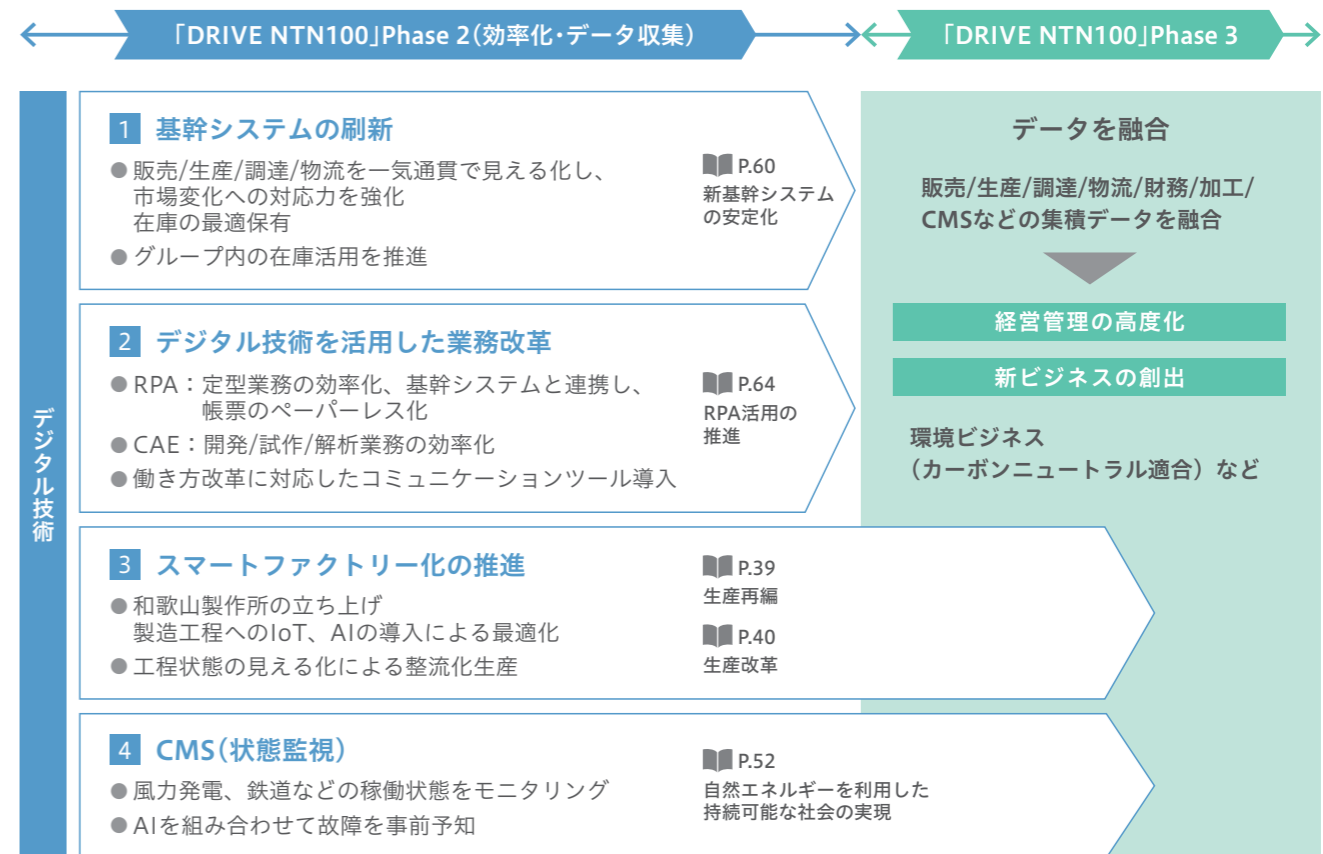 「DRIVE NTN100」Phase 2(効率化・データ収集)
「DRIVE NTN100」Phase 3
デジタル技術
1 基幹システムの刷新
● 販売/生産/調達/物流を一気通貫で見える化し、
市場変化への対応力を強化
在庫の最適保有
● グループ内の在庫活用を推進
P.60
新基幹システム
の安定化
2 デジタル技術を活用した業務改革
● RPA：定型業務の効率化、基幹システムと連携し、
帳票のペーパーレス化
● CAE：開発/試作/解析業務の効率化
● 働き方改革に対応したコミュニケーションツール導入
P.64
RPA活用の
推進
3 スマートファクトリー化の推進
● 和歌山製作所の立ち上げ
製造工程へのIoT、AIの導入による最適化
● 工程状態の見える化による整流化生産
P.39
生産再編
P.40
生産改革
4 CMS(状態監視)
● 風力発電、鉄道などの稼働状態をモニタリング
● AIを組み合わせて故障を事前予知
P.52
自然エネルギーを利用した
持続可能な社会の実現
データを融合
販売/生産/調達/物流/財務/加工/
CMSなどの集積データを融合
経営管理の高度化
新ビジネスの創出
環境ビジネス
（カーボンニュートラル適合）など